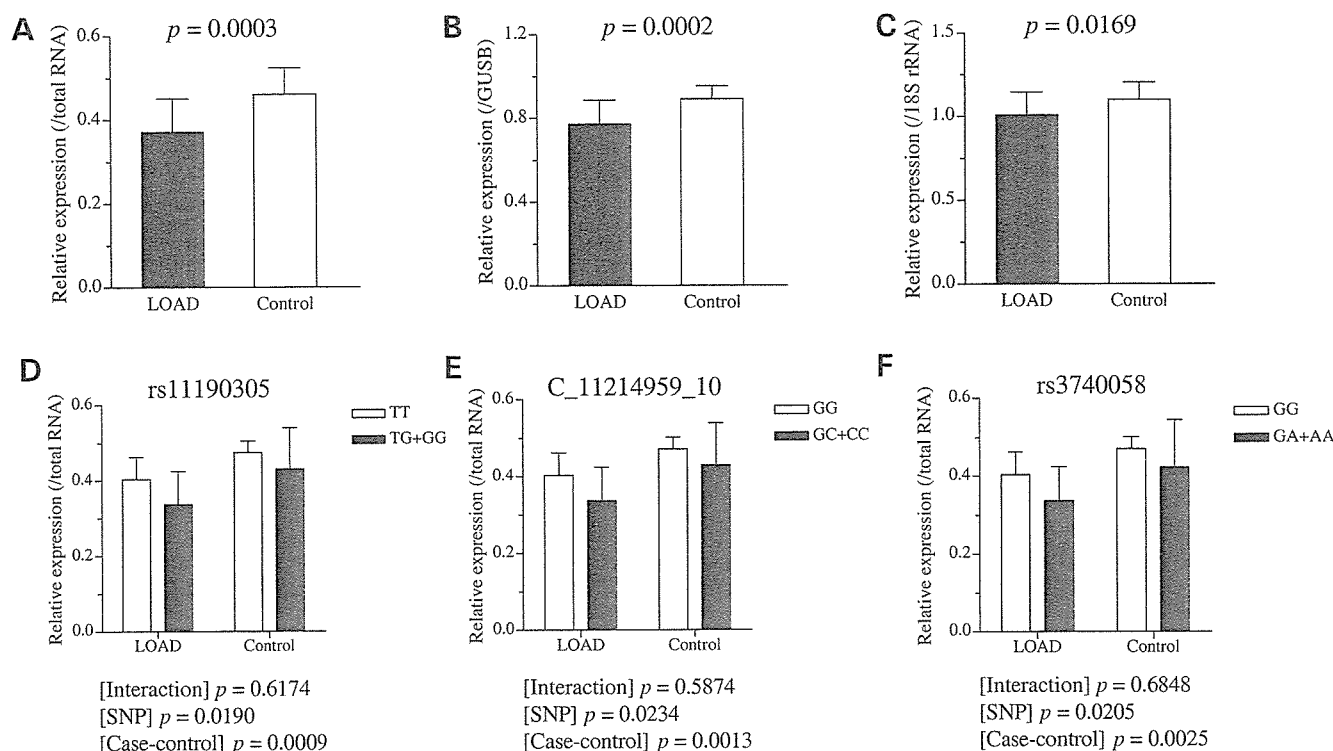 A
p = 0.0003
Relative expression (/total RNA)
0.6
0.4
0.2
0.0
LOAD
Control
B
p = 0.0002
Relative expression (/GUSB)
1.2
0.8
0.4
0.0
LOAD
Control
C
p = 0.0169
Relative expression (/18S rRNA)
1.5
1.0
0.5
0.0
LOAD
Control
D
rs11190305
Relative expression (/total RNA)
0.6
0.4
0.2
0.0
LOAD
Control
TT
TG+GG
[Interaction] p = 0.6174
[SNP] p = 0.0190
[Case-control] p = 0.0009
E
C_11214959_10
Relative expression (/total RNA)
0.6
0.4
0.2
0.0
LOAD
Control
GG
GC+CC
[Interaction] p = 0.5874
[SNP] p = 0.0234
[Case-control] p = 0.0013
F
rs3740058
Relative expression (/total RNA)
0.6
0.4
0.2
0.0
LOAD
Control
GG
GA+AA
[Interaction] p = 0.6848
[SNP] p = 0.0205
[Case-control] p = 0.0025